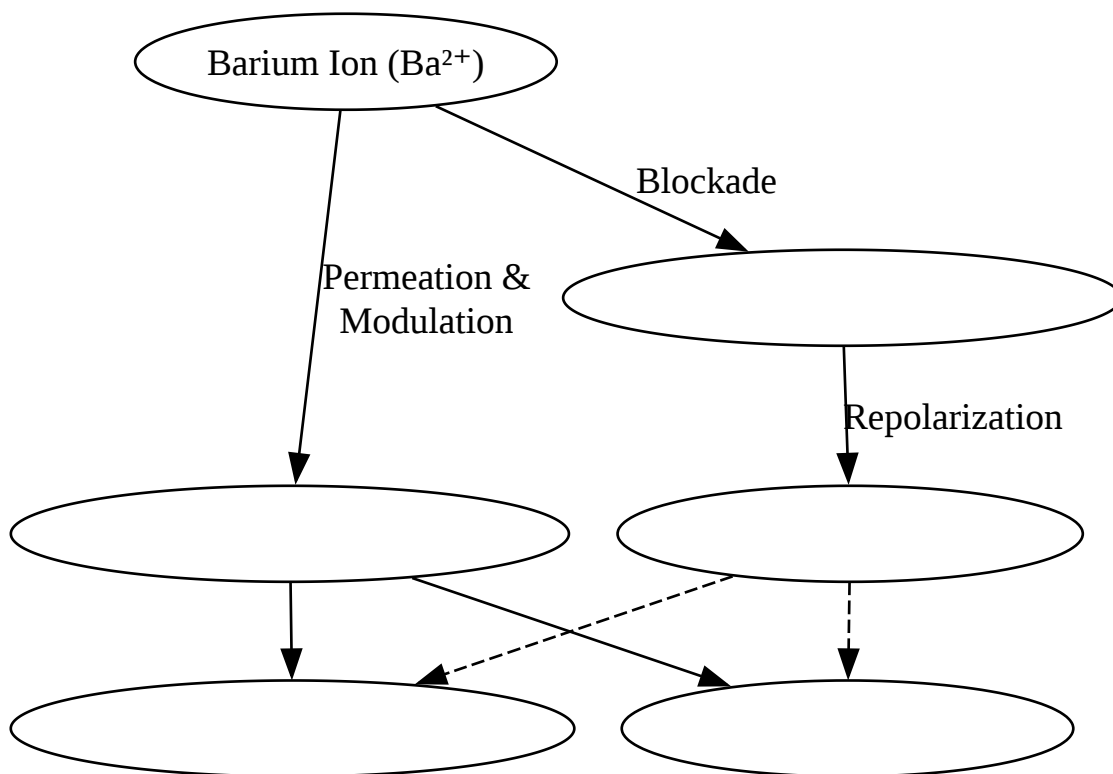 Barium Ion (Ba²⁺)
Blockade
Permeation &
Modulation
Repolarization